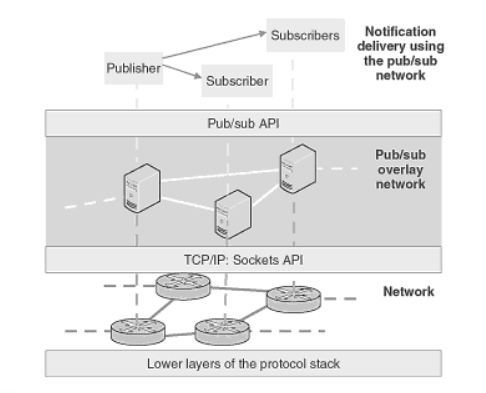 Subscribers
Notification
delivery using
the pub/sub
network
Publisher
Subscriber
Pub/sub API
Pub/sub
overlay
network
TCP/IP: Sockets API
Network
Lower layers of the protocol stack